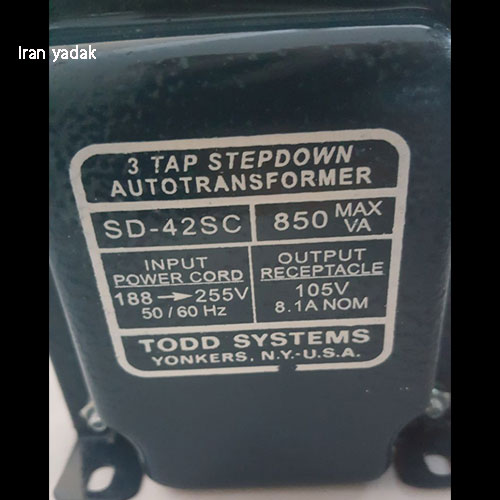 Iran yadak
3 TAP STEPDOWN
AUTOTRANSFORMER
SD-42SC
850 MAX VA
INPUT
POWER CORD
188→255V
50/60 Hz
OUTPUT
RECEPTACLE
105V
8.1A NOM
TODD SYSTEMS
YONKERS, N.Y.-U.S.A.